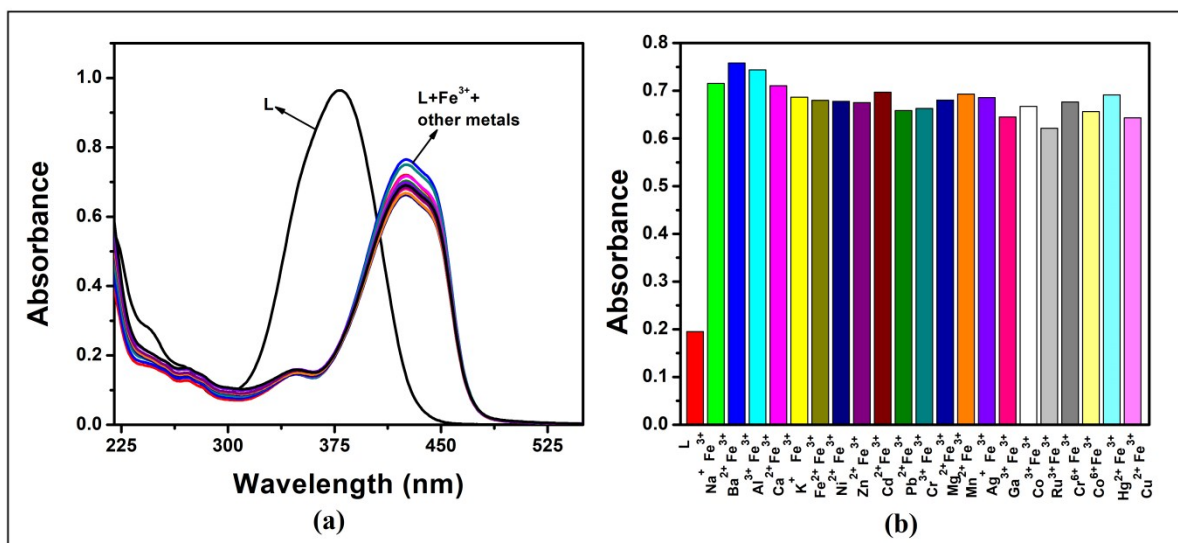 1.0
0.8
0.6
0.4
0.2
0.0
Absorbance
L
L+Fe³⁺+
other metals
225
300
375
450
525
Wavelength (nm)
(a)
0.8
0.7
0.6
0.5
0.4
0.3
0.2
0.1
0.0
Absorbance
L
Na⁺ Fe³⁺
Ba²⁺ Fe³⁺
Al³⁺ Fe³⁺
Ca²⁺ Fe³⁺
K⁺ Fe³⁺
Fe²⁺ Fe³⁺
Ni²⁺ Fe³⁺
Zn²⁺ Fe³⁺
Cd²⁺ Fe³⁺
Pb²⁺ Fe³⁺
Cr³⁺ Fe³⁺
Mg²⁺ Fe³⁺
Mn²⁺ Fe³⁺
Ag⁺ Fe³⁺
Ga³⁺ Fe³⁺
Co³⁺ Fe³⁺
Ru³⁺ Fe³⁺
Cr⁶⁺ Fe³⁺
Co⁶⁺ Fe³⁺
Hg²⁺ Fe³⁺
Cu²⁺ Fe³⁺
(b)